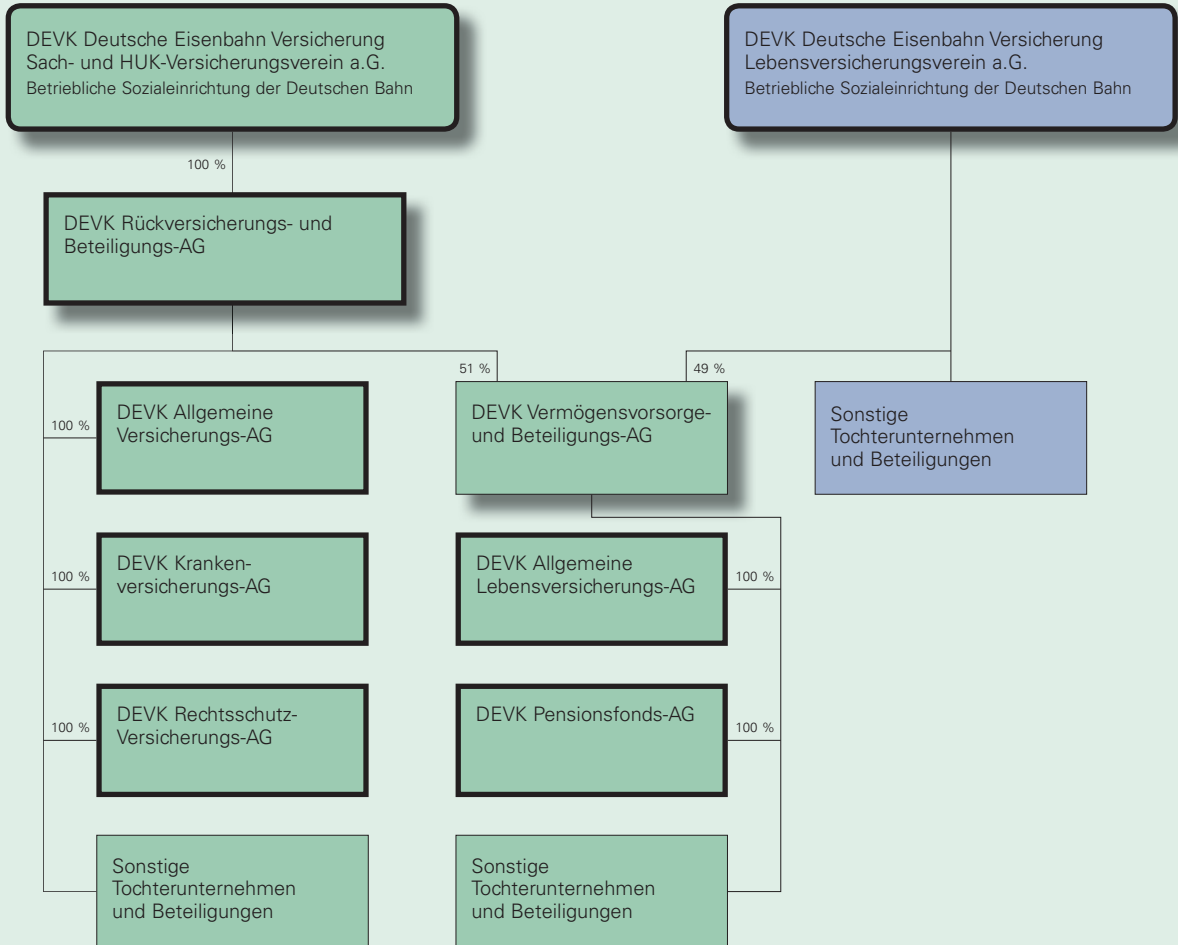 DEVK Deutsche Eisenbahn Versicherung
Sach- und HUK-Versicherungsverein a.G.
Betriebliche Sozialeinrichtung der Deutschen Bahn
DEVK Deutsche Eisenbahn Versicherung
Lebensversicherungsverein a.G.
Betriebliche Sozialeinrichtung der Deutschen Bahn
100 %
DEVK Rückversicherungs- und
Beteiligungs-AG
51 %
49 %
100 %
DEVK Allgemeine
Versicherungs-AG
DEVK Vermögensvorsorge-
und Beteiligungs-AG
Sonstige
Tochterunternehmen
und Beteiligungen
100 %
DEVK Kranken-
versicherungs-AG
DEVK Allgemeine
Lebensversicherungs-AG
100 %
100 %
DEVK Rechtsschutz-
Versicherungs-AG
DEVK Pensionsfonds-AG
100 %
Sonstige
Tochterunternehmen
und Beteiligungen
Sonstige
Tochterunternehmen
und Beteiligungen